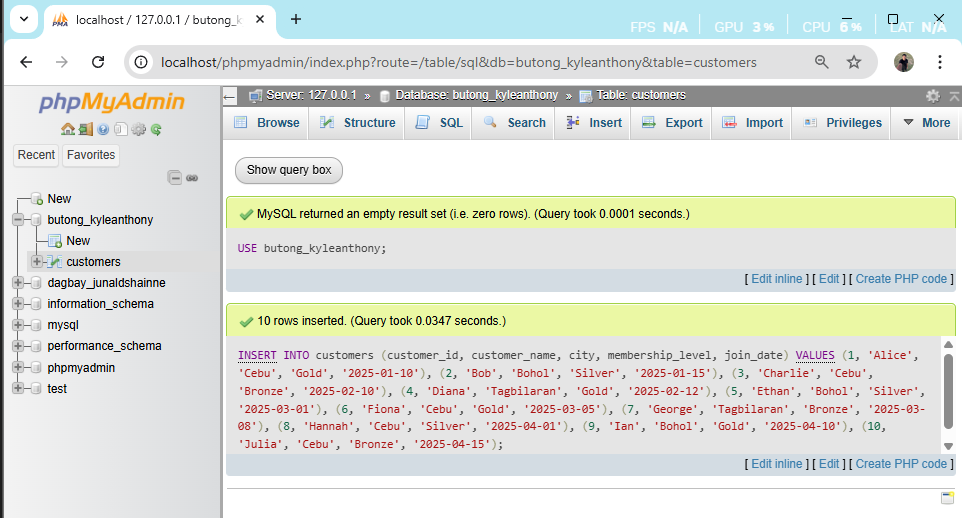 localhost / 127.0.0.1 / butong_k
FPS N/A GPU 3 % CPU 6 % LAT N/A
localhost/phpmyadmin/index.php?route=/table/sql&db=butong_kyleanthony&table=customers
phpMyAdmin
Recent Favorites
New
butong_kyleanthony
New
customers
dagbay_junaldshainne
information_schema
mysql
performance_schema
phpmyadmin
test
Server: 127.0.0.1 » Database: butong_kyleanthony » Table: customers
Browse Structure SQL Search Insert Export Import Privileges More
Show query box
MySQL returned an empty result set (i.e. zero rows). (Query took 0.0001 seconds.)
USE butong_kyleanthony;
[ Edit inline ] [ Edit ] [ Create PHP code ]
10 rows inserted. (Query took 0.0347 seconds.)
INSERT INTO customers (customer_id, customer_name, city, membership_level, join_date) VALUES (1, 'Alice',
'Cebu', 'Gold', '2025-01-10'), (2, 'Bob', 'Bohol', 'Silver', '2025-01-15'), (3, 'Charlie', 'Cebu',
'Bronze', '2025-02-10'), (4, 'Diana', 'Tagbilaran', 'Gold', '2025-02-12'), (5, 'Ethan', 'Bohol', 'Silver',
'2025-03-01'), (6, 'Fiona', 'Cebu', 'Gold', '2025-03-05'), (7, 'George', 'Tagbilaran', 'Bronze', '2025-03-
08'), (8, 'Hannah', 'Cebu', 'Silver', '2025-04-01'), (9, 'Ian', 'Bohol', 'Gold', '2025-04-10'), (10,
'Julia', 'Cebu', 'Bronze', '2025-04-15');
[ Edit inline ] [ Edit ] [ Create PHP code ]